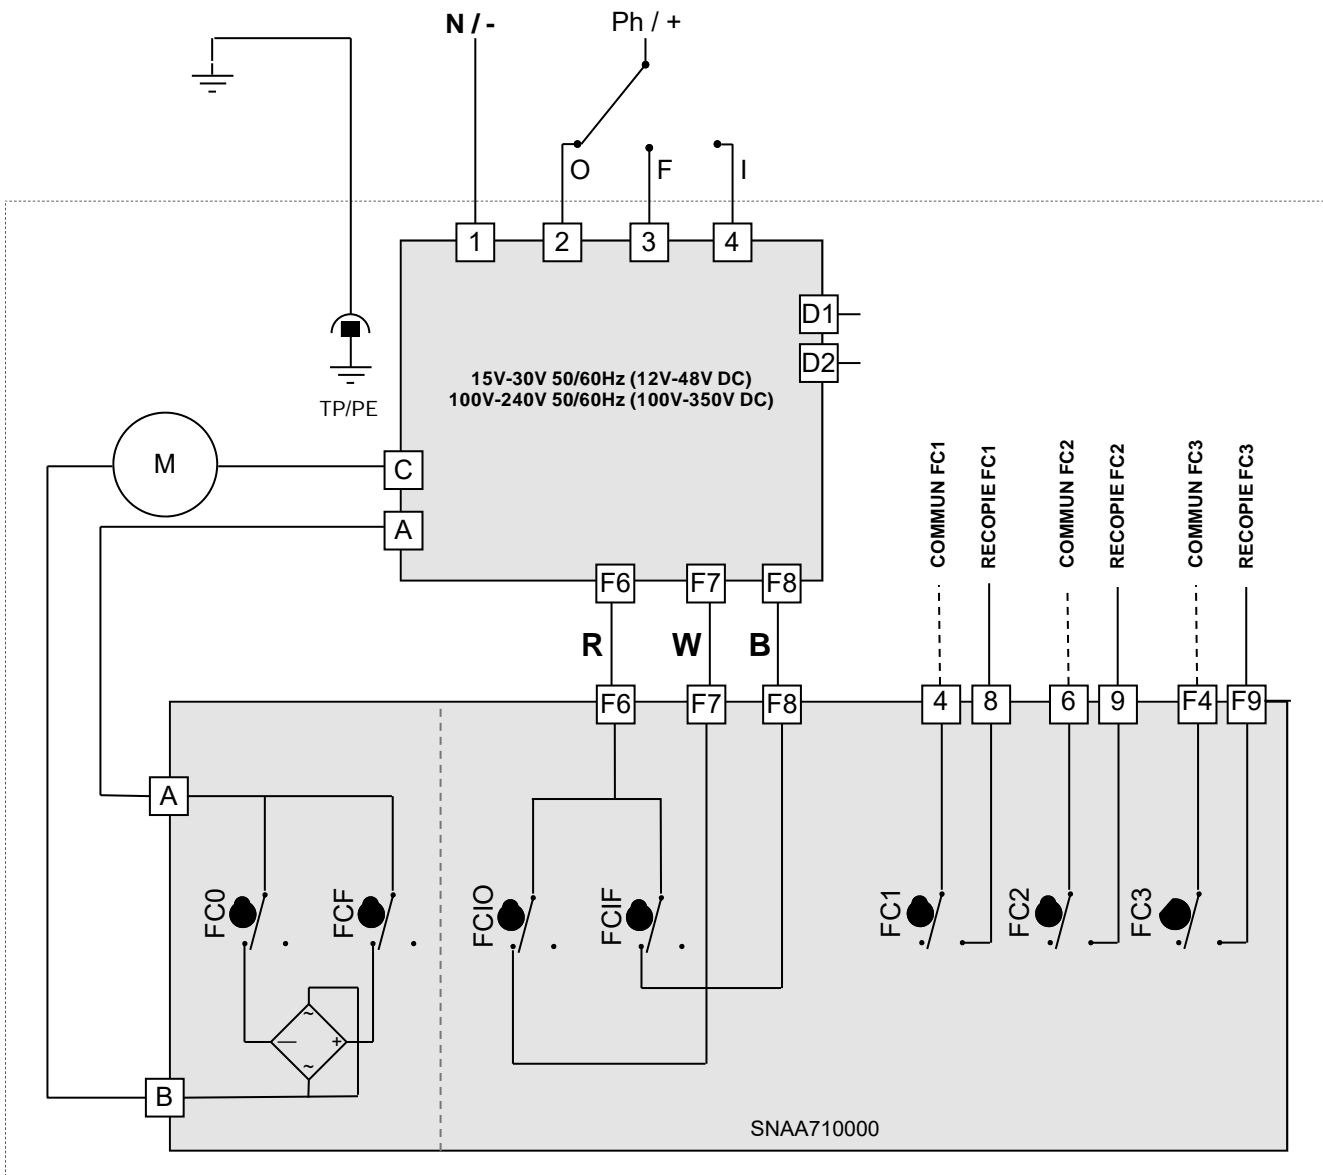 N / -
Ph / +
O
F
I
1
2
3
4
D1
D2
15V-30V 50/60Hz (12V-48V DC)
100V-240V 50/60Hz (100V-350V DC)
TP/PE
M
C
A
COMMUN FC1
RECOPIE FC1
COMMUN FC2
RECOPIE FC2
COMMUN FC3
RECOPIE FC3
F6
F7
F8
R
W
B
F6
F7
F8
4
8
6
9
F4
F9
A
FC0
FCF
FCIO
FCIF
FC1
FC2
FC3
~
— +
~
B
SNAA710000